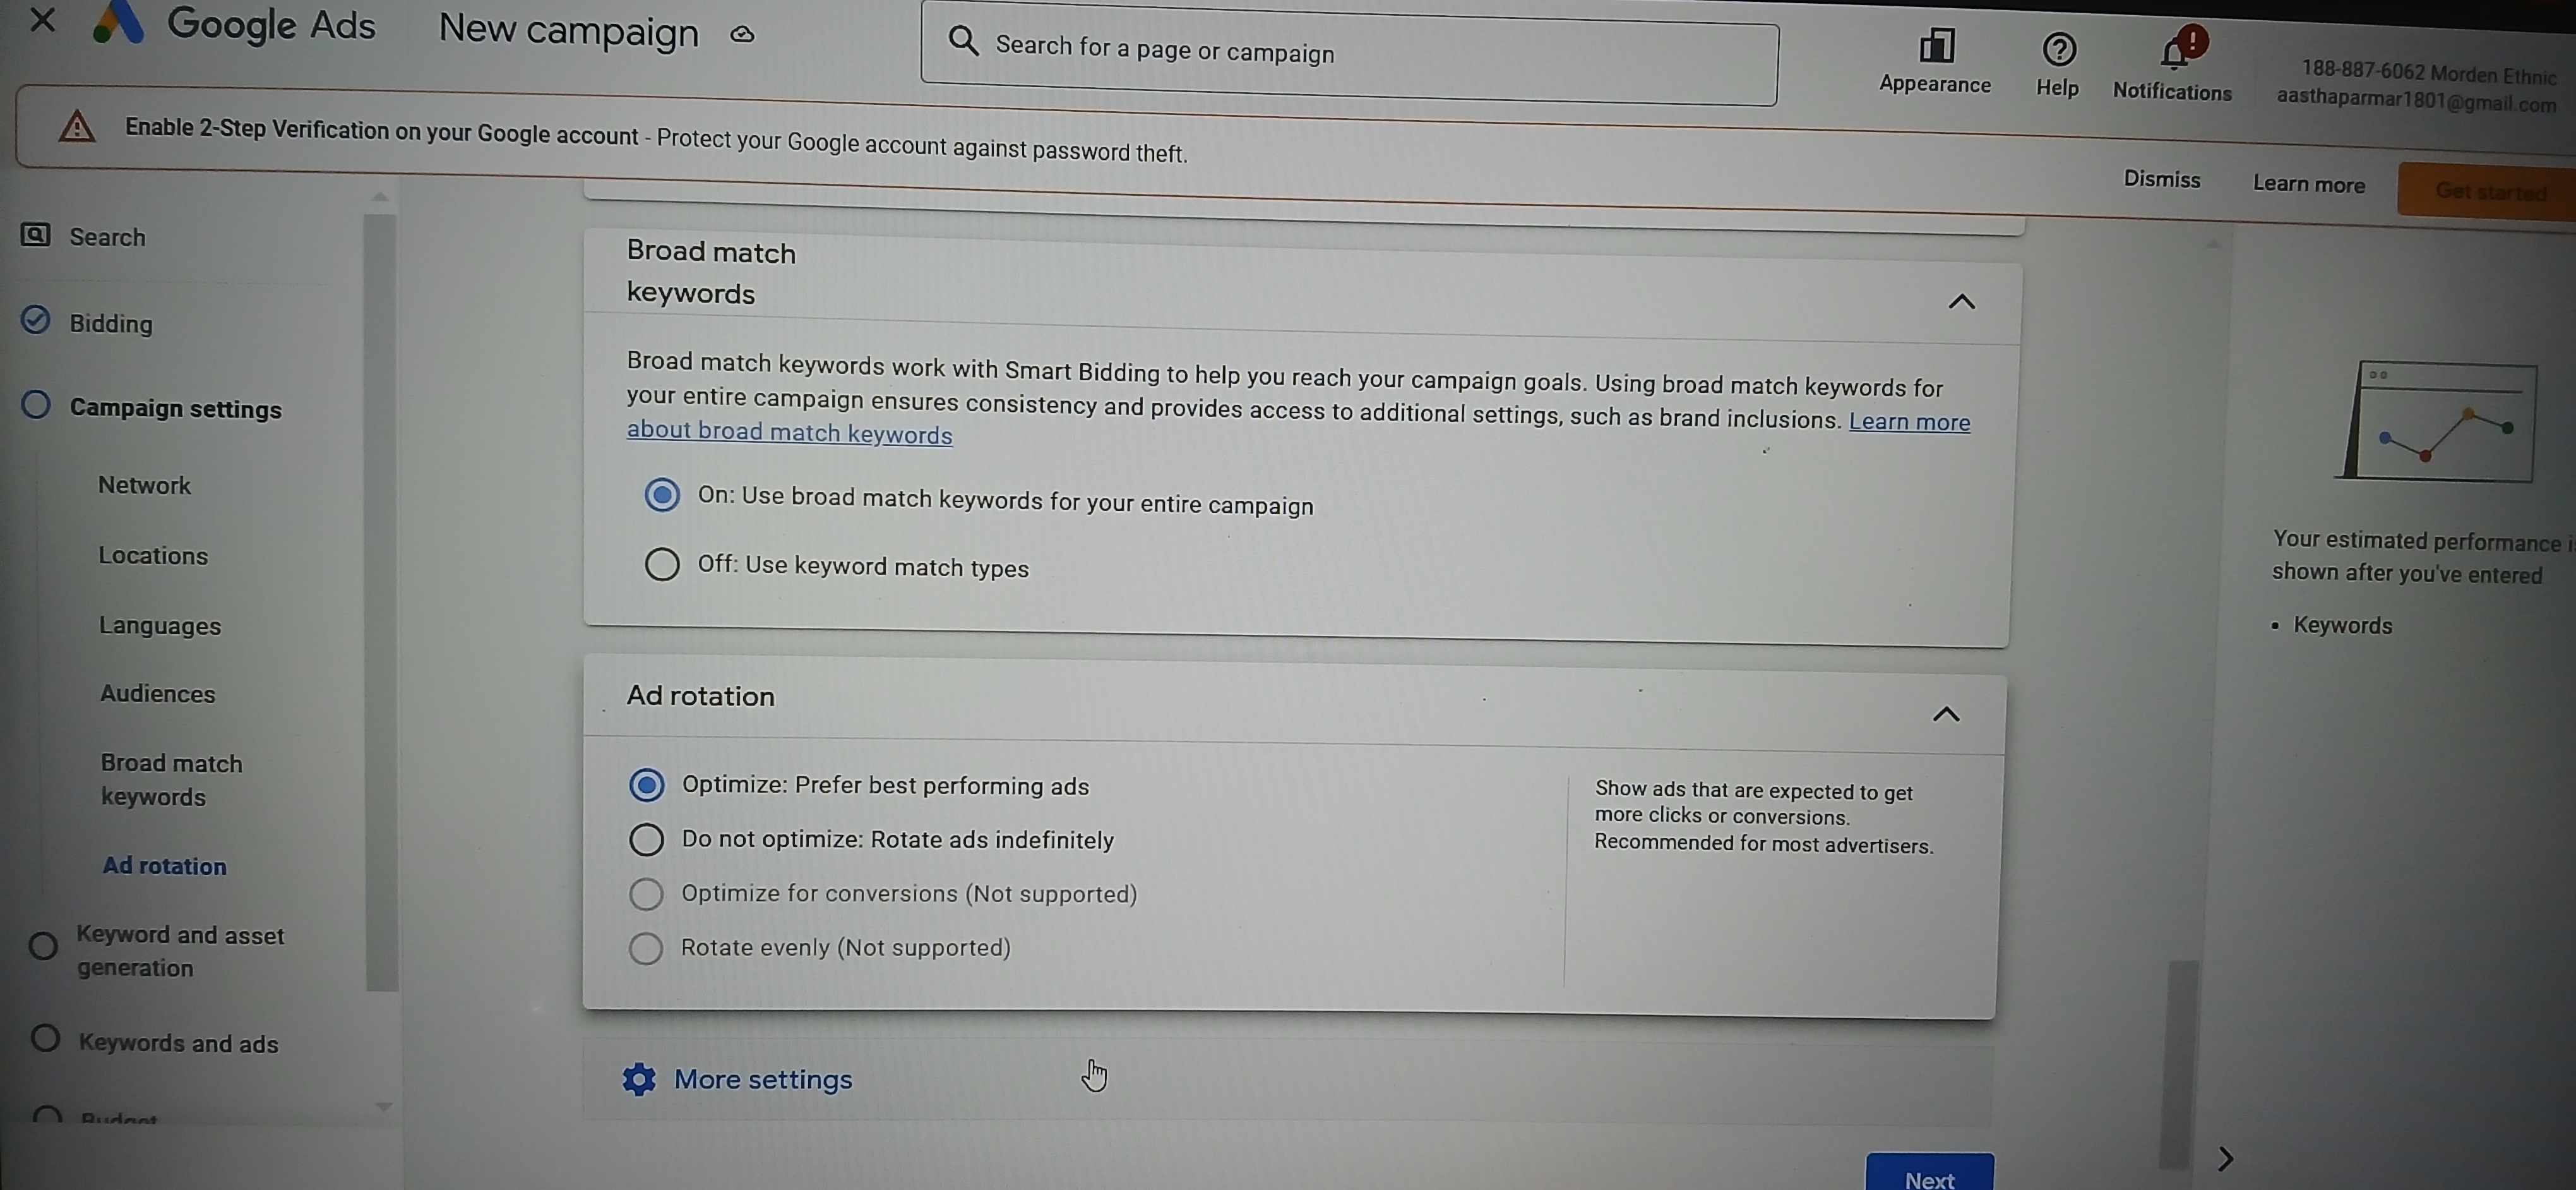 Google Ads
New campaign
Search for a page or campaign
Appearance
Help
Notifications
188-887-6062 Morden Ethnic
aasthaparmar1801@gmail.com
Enable 2-Step Verification on your Google account - Protect your Google account against password theft.
Dismiss
Learn more
Get started
Search
Bidding
Campaign settings
Network
Locations
Languages
Audiences
Broad match
keywords
Ad rotation
Keyword and asset
generation
Keywords and ads
Budget
Broad match
keywords
Broad match keywords work with Smart Bidding to help you reach your campaign goals. Using broad match keywords for
your entire campaign ensures consistency and provides access to additional settings, such as brand inclusions. Learn more
about broad match keywords
On: Use broad match keywords for your entire campaign
Off: Use keyword match types
Ad rotation
Optimize: Prefer best performing ads
Do not optimize: Rotate ads indefinitely
Optimize for conversions (Not supported)
Rotate evenly (Not supported)
Show ads that are expected to get
more clicks or conversions.
Recommended for most advertisers.
More settings
Next
Your estimated performance
shown after you've entered
• Keywords